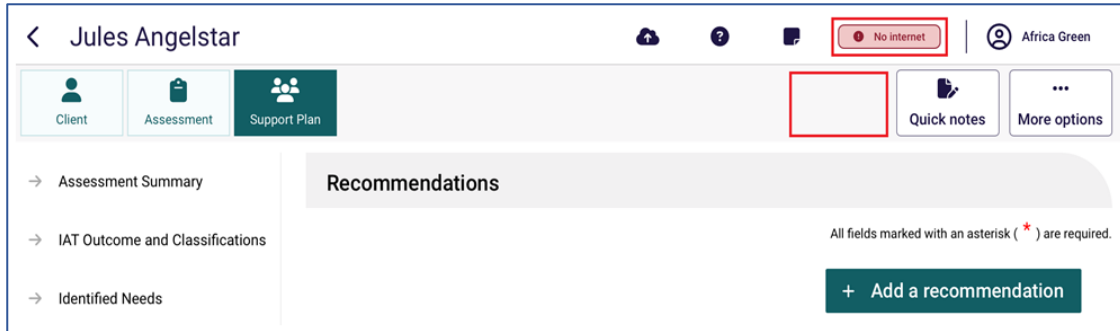 Jules Angelstar
No internet
Africa Green
Client
Assessment
Support Plan
Quick notes
More options
Assessment Summary
IAT Outcome and Classifications
Identified Needs
Recommendations
All fields marked with an asterisk ( * ) are required.
+ Add a recommendation